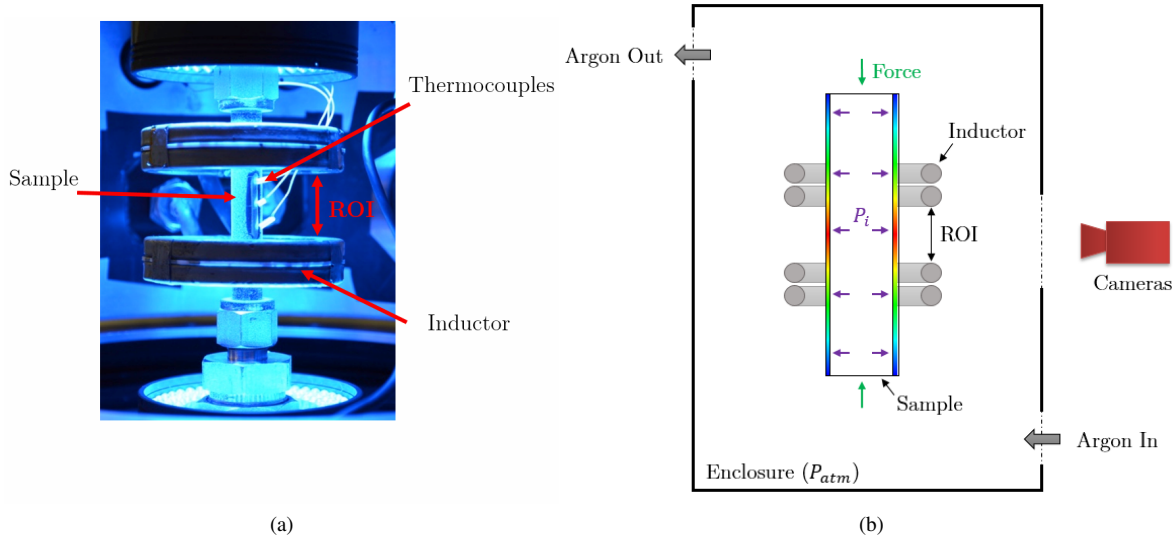 Thermocouples
Sample
ROI
Inductor
(a)
Argon Out
Force
Inductor
P_i
ROI
Cameras
Sample
Argon In
Enclosure (P_atm)
(b)